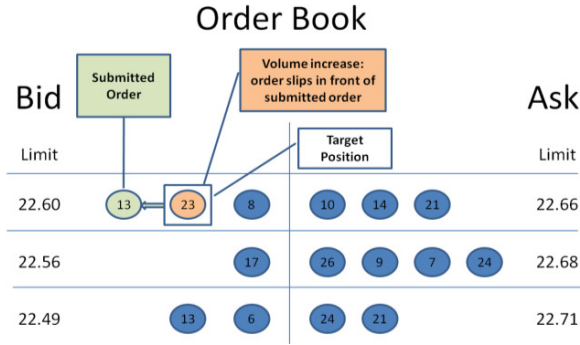 Order Book
Submitted
Order
Volume increase:
order slips in front of
submitted order
Bid
Ask
Target
Position
Limit
Limit
22.60 13 23 8 10 14 21 22.66
22.56 17 26 9 7 24 22.68
22.49 13 6 24 21 22.71